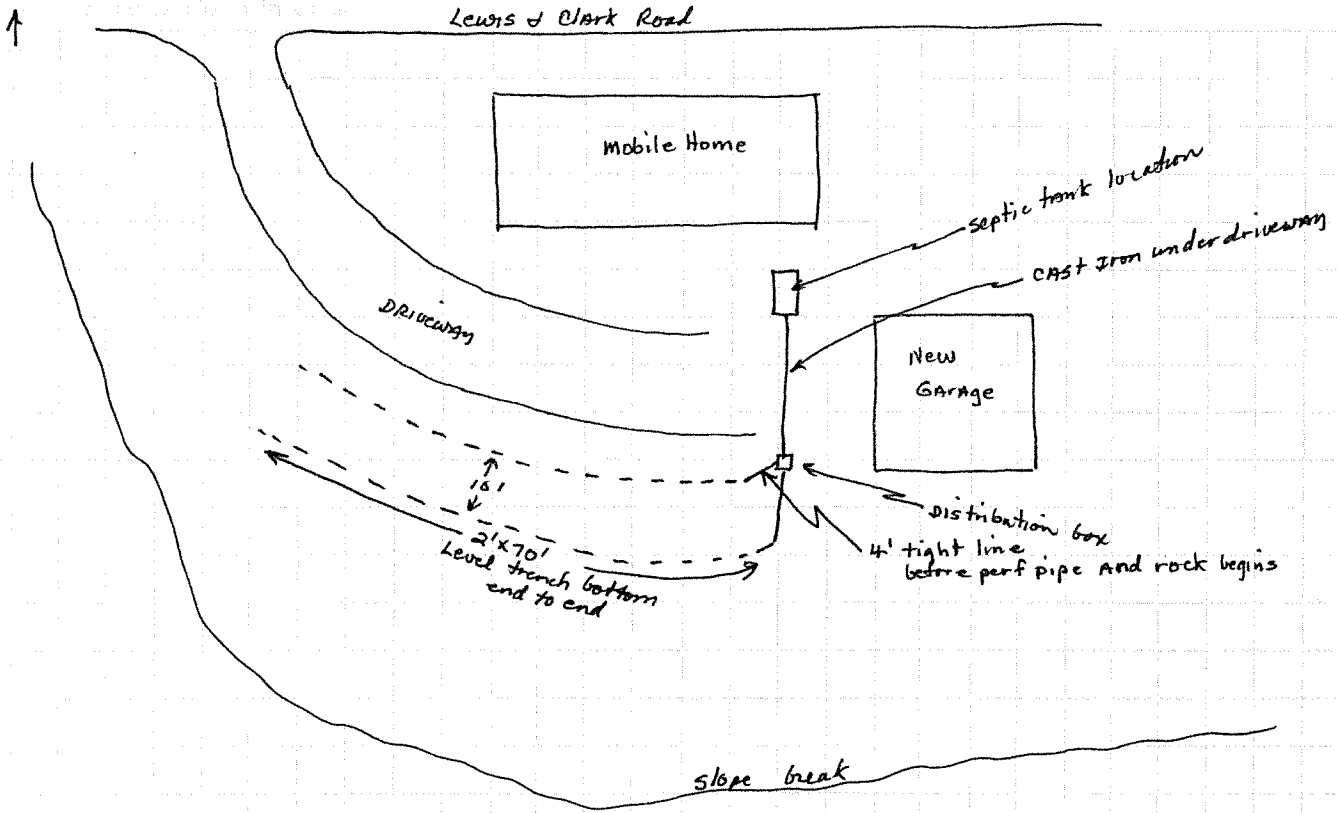 Lewis & Clark Road
Mobile Home
septic tank location
CAst Iron under driveway
DRiveway
New
GArAge
10'
Distribution box
4' tight line
before perf pipe And rock begins
2' x 70'
Level trench bottom
end to end
slope break